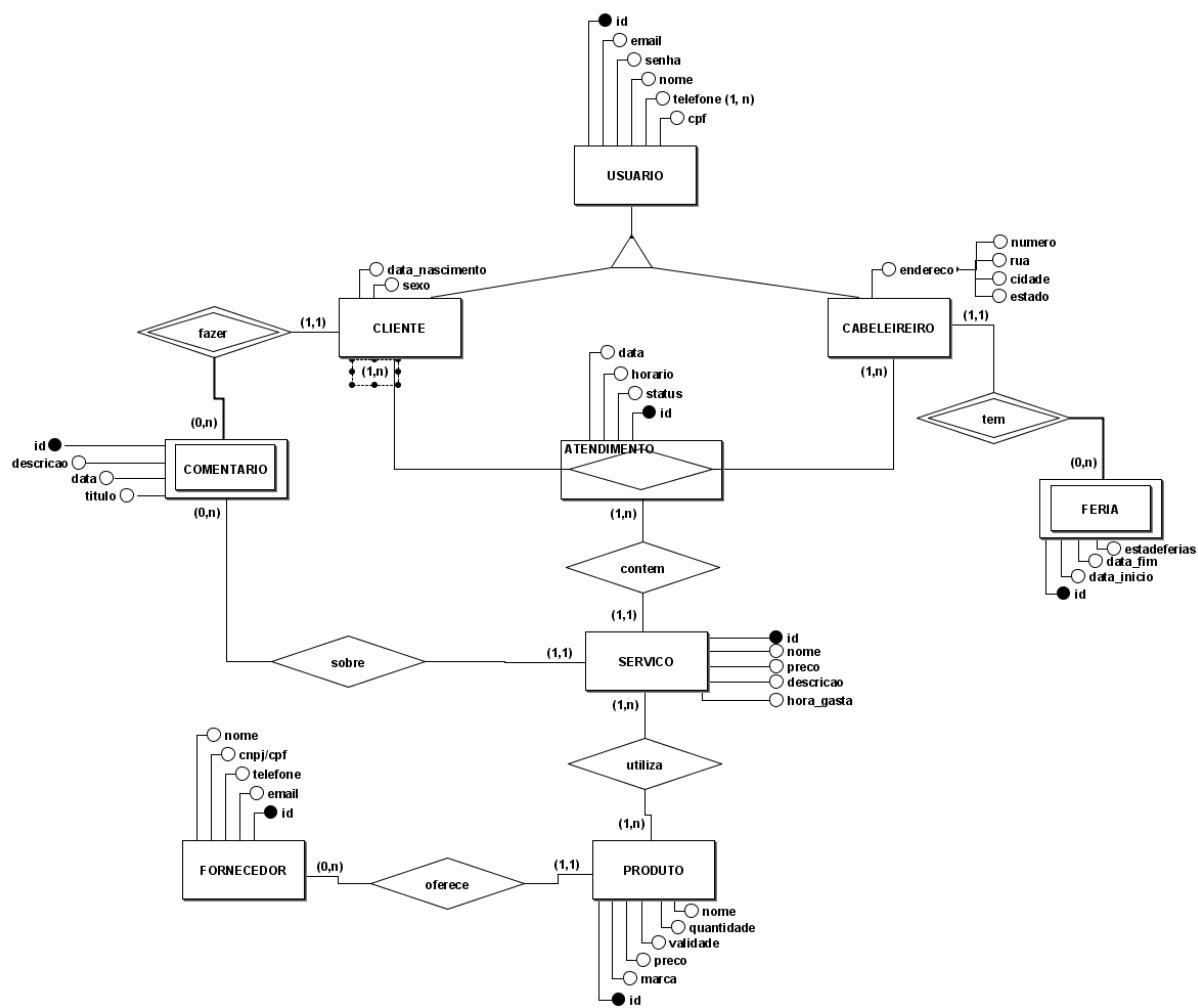 id
email
senha
nome
telefone (1, n)
cpf
USUARIO
data_nascimento
sexo
endereco
numero
rua
cidade
estado
fazer
(1,1)
CLIENTE
CABELEIREIRO
(1,1)
(1,n)
(1,n)
data
horario
status
id
ATENDIMENTO
tem
(0,n)
id
descricao
data
titulo
COMENTARIO
(0,n)
(0,n)
FERIA
estadeferias
data_fim
data_inicio
id
(1,n)
contem
(1,1)
sobre
(1,1)
SERVICO
id
nome
preco
descricao
hora_gasta
(1,n)
utiliza
(1,n)
nome
cnpj/cpf
telefone
email
id
FORNECEDOR
(0,n)
oferece
(1,1)
PRODUTO
nome
quantidade
validade
preco
marca
id